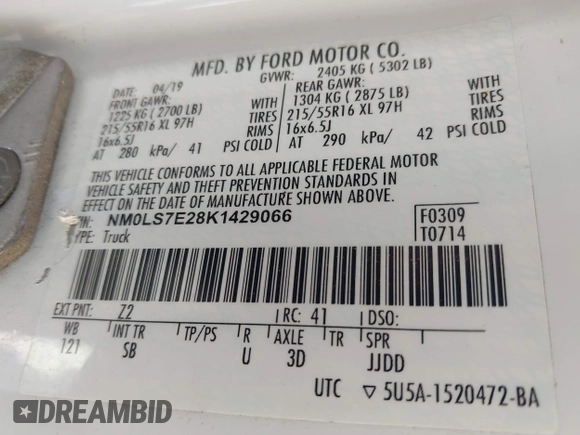 MFD. BY FORD MOTOR CO.
DATE: 04/19 GVWR: 2405 KG ( 5302 LB)
FRONT GAWR: WITH REAR GAWR: WITH
1225 KG ( 2700 LB) TIRES 1304 KG ( 2875 LB) TIRES
215/55R16 XL 97H RIMS 215/55R16 XL 97H RIMS
16x6.5J PSI COLD 16x6.5J PSI COLD
AT 280 kPa/ 41 AT 290 kPa/ 42
THIS VEHICLE CONFORMS TO ALL APPLICABLE FEDERAL MOTOR
VEHICLE SAFETY AND THEFT PREVENTION STANDARDS IN
EFFECT ON THE DATE OF MANUFACTURE SHOWN ABOVE.
NM0LS7E28K1429066 F0309
TYPE: Truck T0714
EXT PNT: Z2 RC: 41 DSO:
WB INT TR TP/PS R AXLE TR SPR
121 SB U 3D JJDD
UTC ▽ 5U5A-1520472-BA
DREAMBID